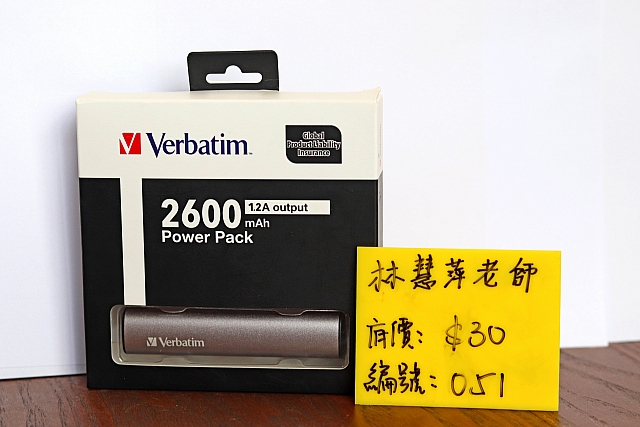 Verbatim
Global
Product Liability
Insurance
2600 mAh 1.2A output
Power Pack
Verbatim
林慧萍老師
底價：$30
編號：051